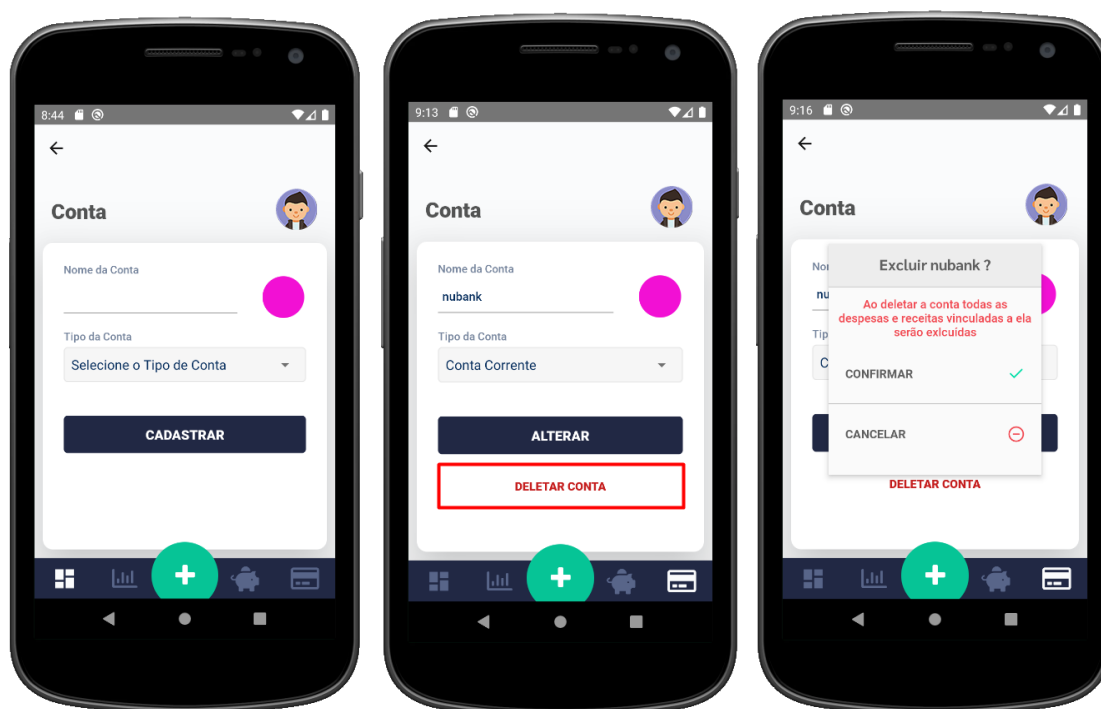 8:44
Conta
Nome da Conta
Tipo da Conta
Selecione o Tipo de Conta
CADASTRAR
9:13
Conta
Nome da Conta
nubank
Tipo da Conta
Conta Corrente
ALTERAR
DELETAR CONTA
9:16
Conta
Excluir nubank ?
Ao deletar a conta todas as
despesas e receitas vinculadas a ela
serão exlcuídas
CONFIRMAR
CANCELAR
DELETAR CONTA